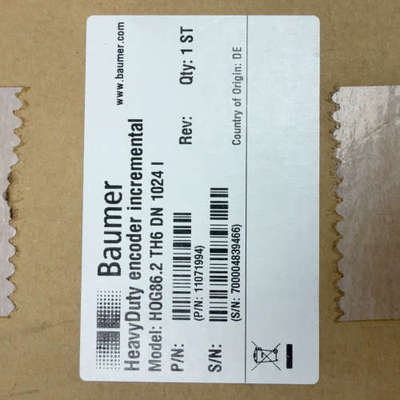 Baumer
www.baumer.com
HeavyDuty encoder incremental
Model: HOG86.2 TH6 DN 1024 I
P/N:
Rev:
Qty: 1 ST
(P/N: 11071994)
S/N:
Country of Origin: DE
(S/N: 700004839466)